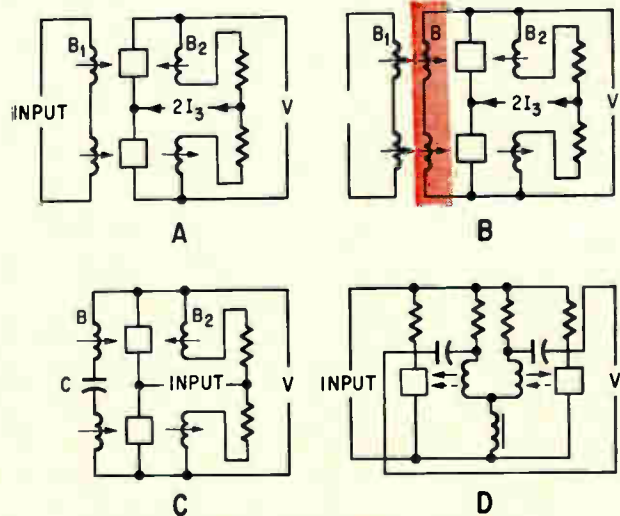 B₁ B₂
INPUT 2I₃ V
A
B₁ B B₂
2I₃ V
B
B B₂
C INPUT V
C
INPUT V
D